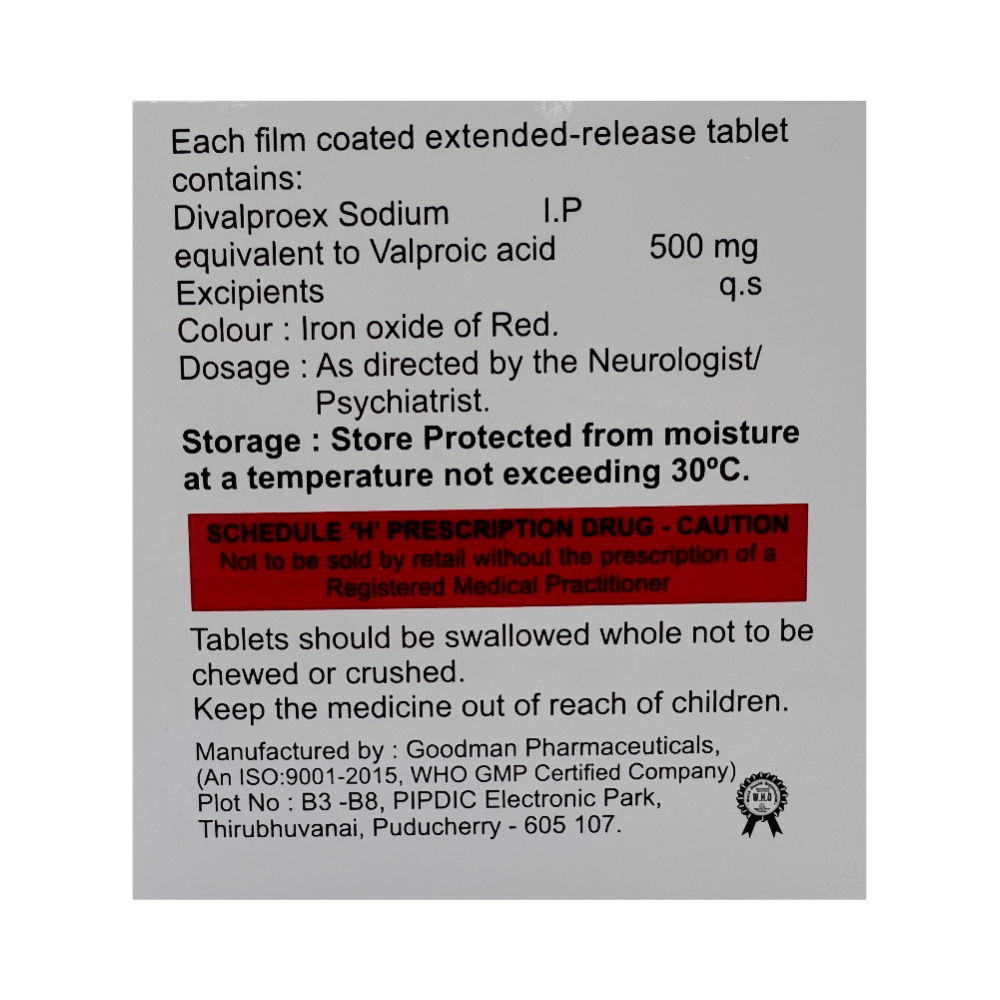 Each film coated extended-release tablet
contains:
Divalproex Sodium I.P
equivalent to Valproic acid 500 mg
Excipients q.s
Colour : Iron oxide of Red.
Dosage : As directed by the Neurologist/
Psychiatrist.
Storage : Store Protected from moisture
at a temperature not exceeding 30ºC.
SCHEDULE 'H' PRESCRIPTION DRUG - CAUTION
Not to be sold by retail without the prescription of a
Registered Medical Practitioner
Tablets should be swallowed whole not to be
chewed or crushed.
Keep the medicine out of reach of children.
Manufactured by : Goodman Pharmaceuticals,
(An ISO:9001-2015, WHO GMP Certified Company)
Plot No : B3 -B8, PIPDIC Electronic Park,
Thirubhuvanai, Puducherry - 605 107.
W.H.O